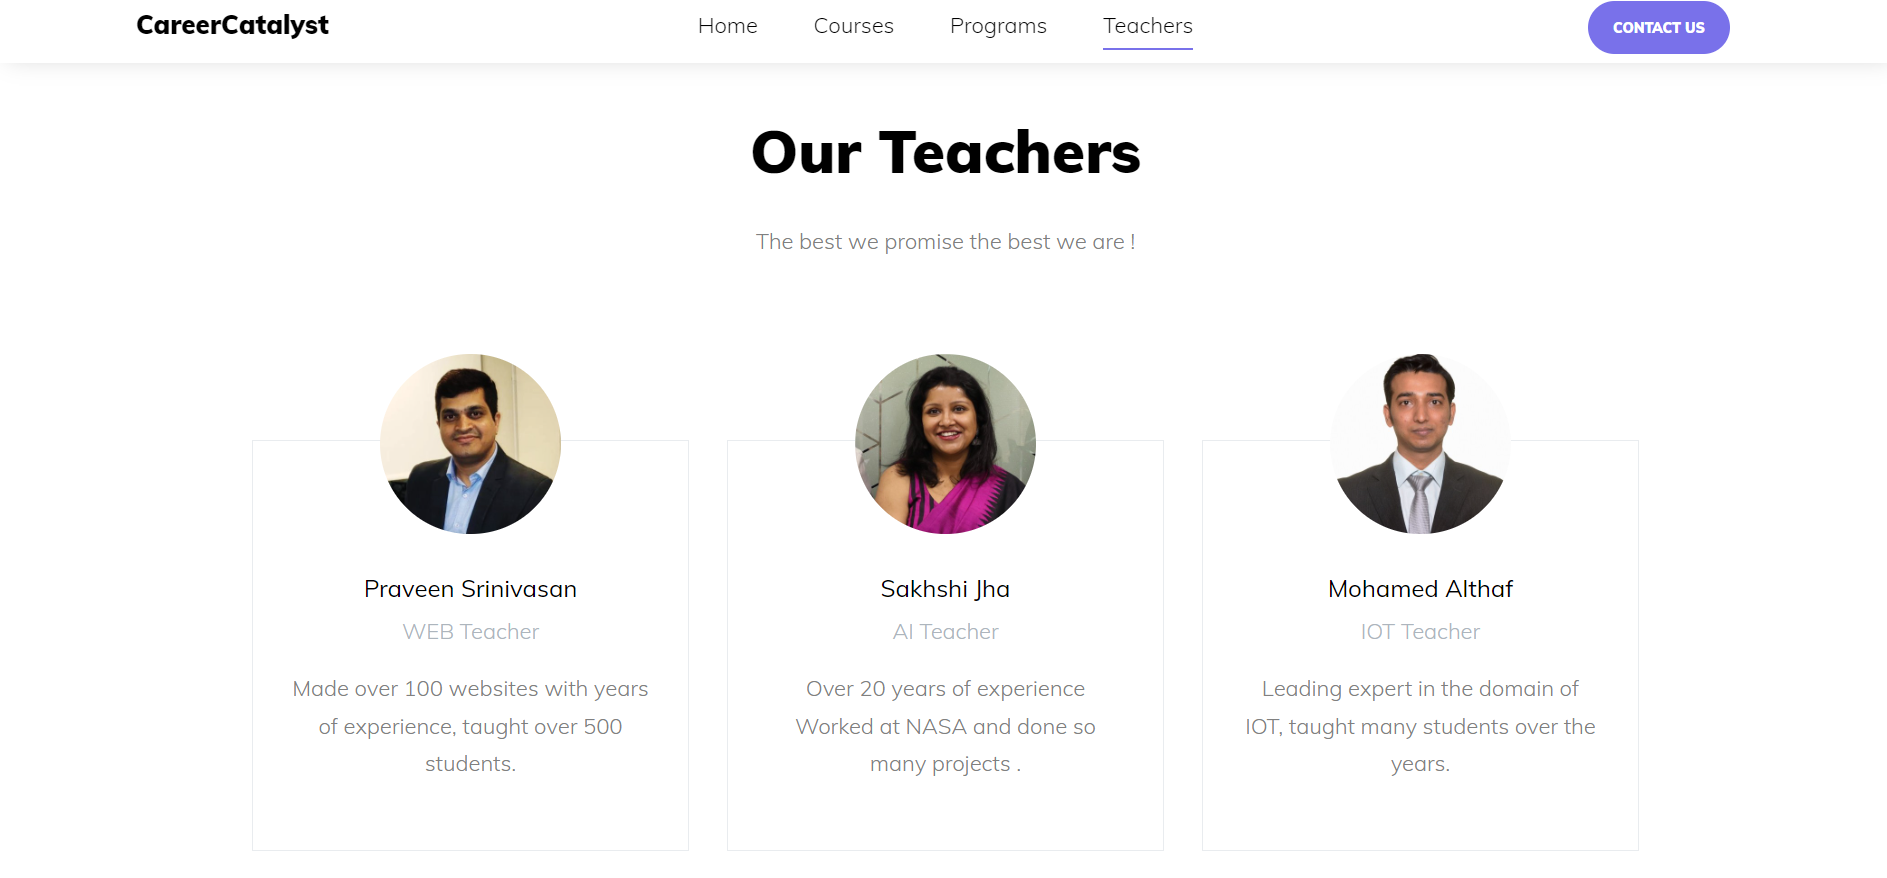 CareerCatalyst
Home Courses Programs Teachers
CONTACT US
Our Teachers
The best we promise the best we are !
Praveen Srinivasan
WEB Teacher
Made over 100 websites with years
of experience, taught over 500
students.
Sakhshi Jha
AI Teacher
Over 20 years of experience
Worked at NASA and done so
many projects .
Mohamed Althaf
IOT Teacher
Leading expert in the domain of
IOT, taught many students over the
years.